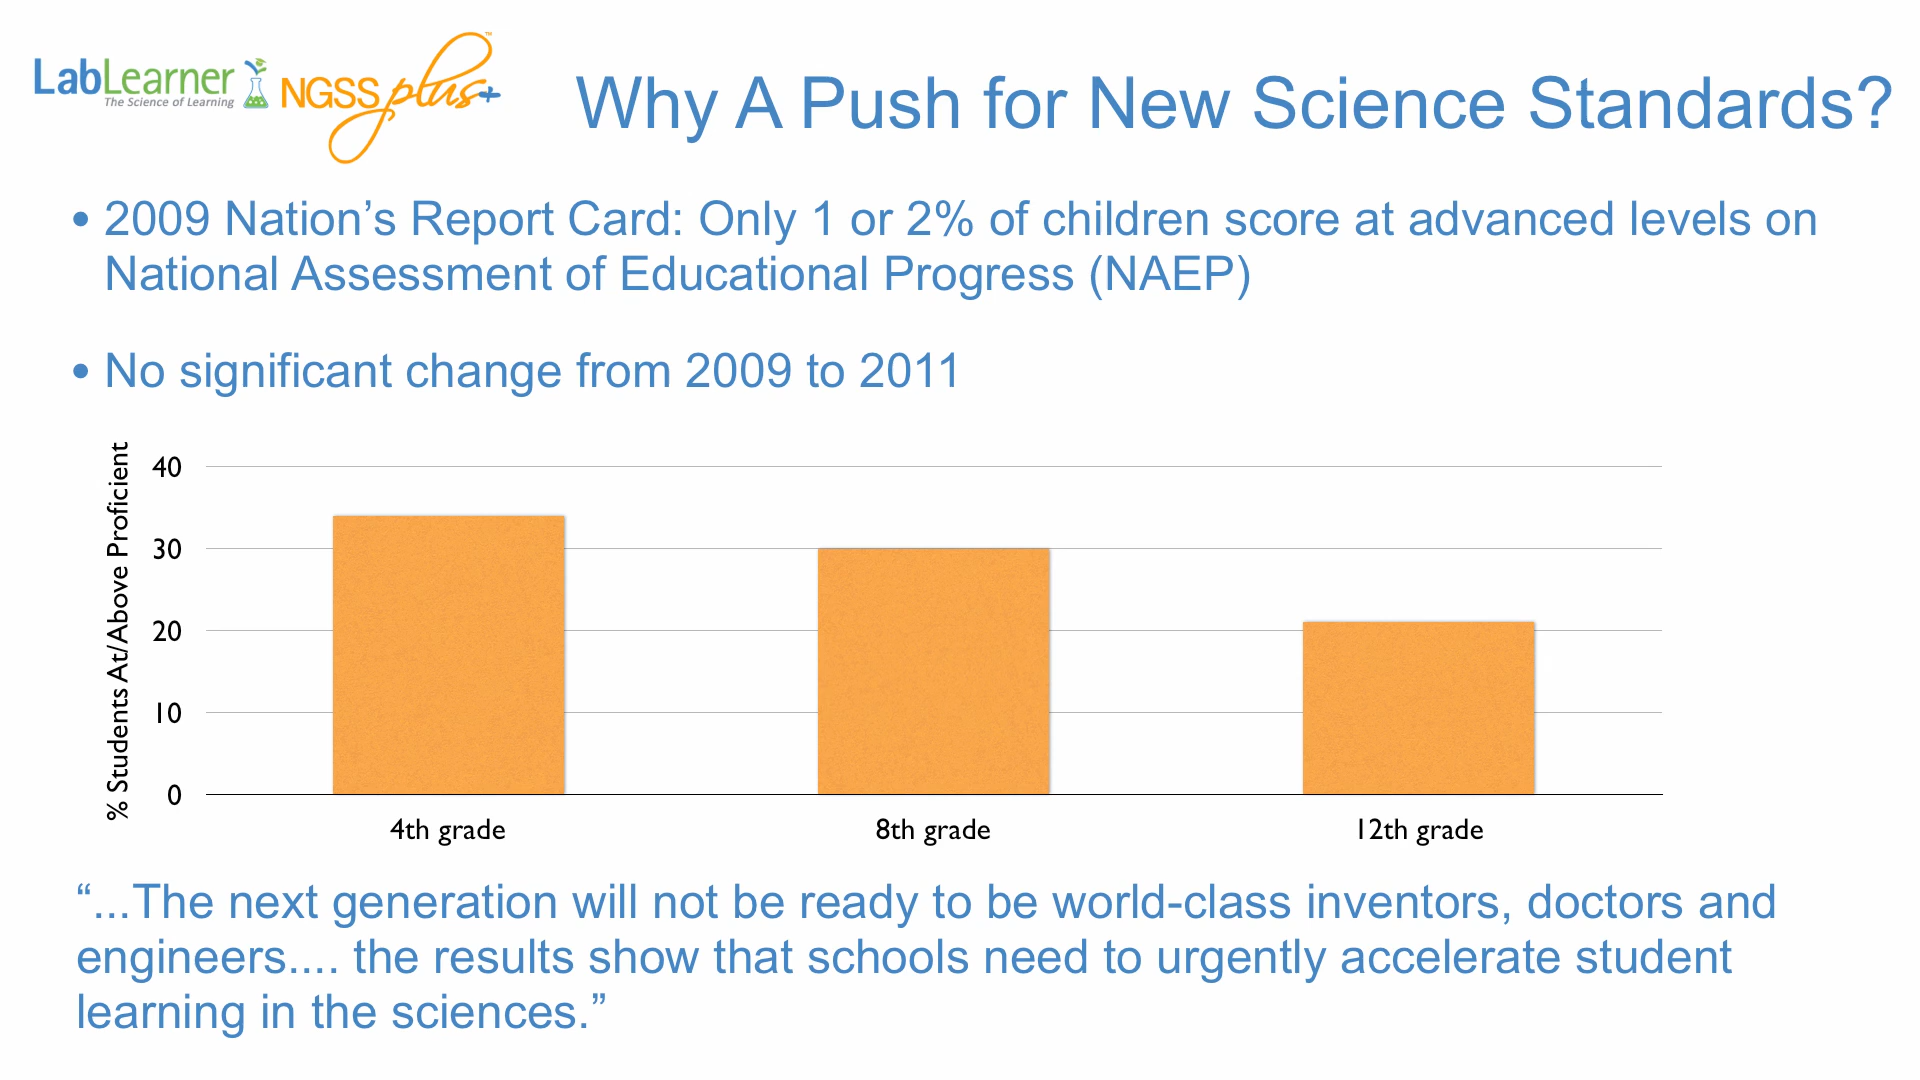 LabLearner
The Science of Learning
NGSS plus+
™
Why A Push for New Science Standards?
• 2009 Nation’s Report Card: Only 1 or 2% of children score at advanced levels on
National Assessment of Educational Progress (NAEP)
• No significant change from 2009 to 2011
% Students At/Above Proficient
40
30
20
10
0
4th grade
8th grade
12th grade
“...The next generation will not be ready to be world-class inventors, doctors and
engineers.... the results show that schools need to urgently accelerate student
learning in the sciences.”